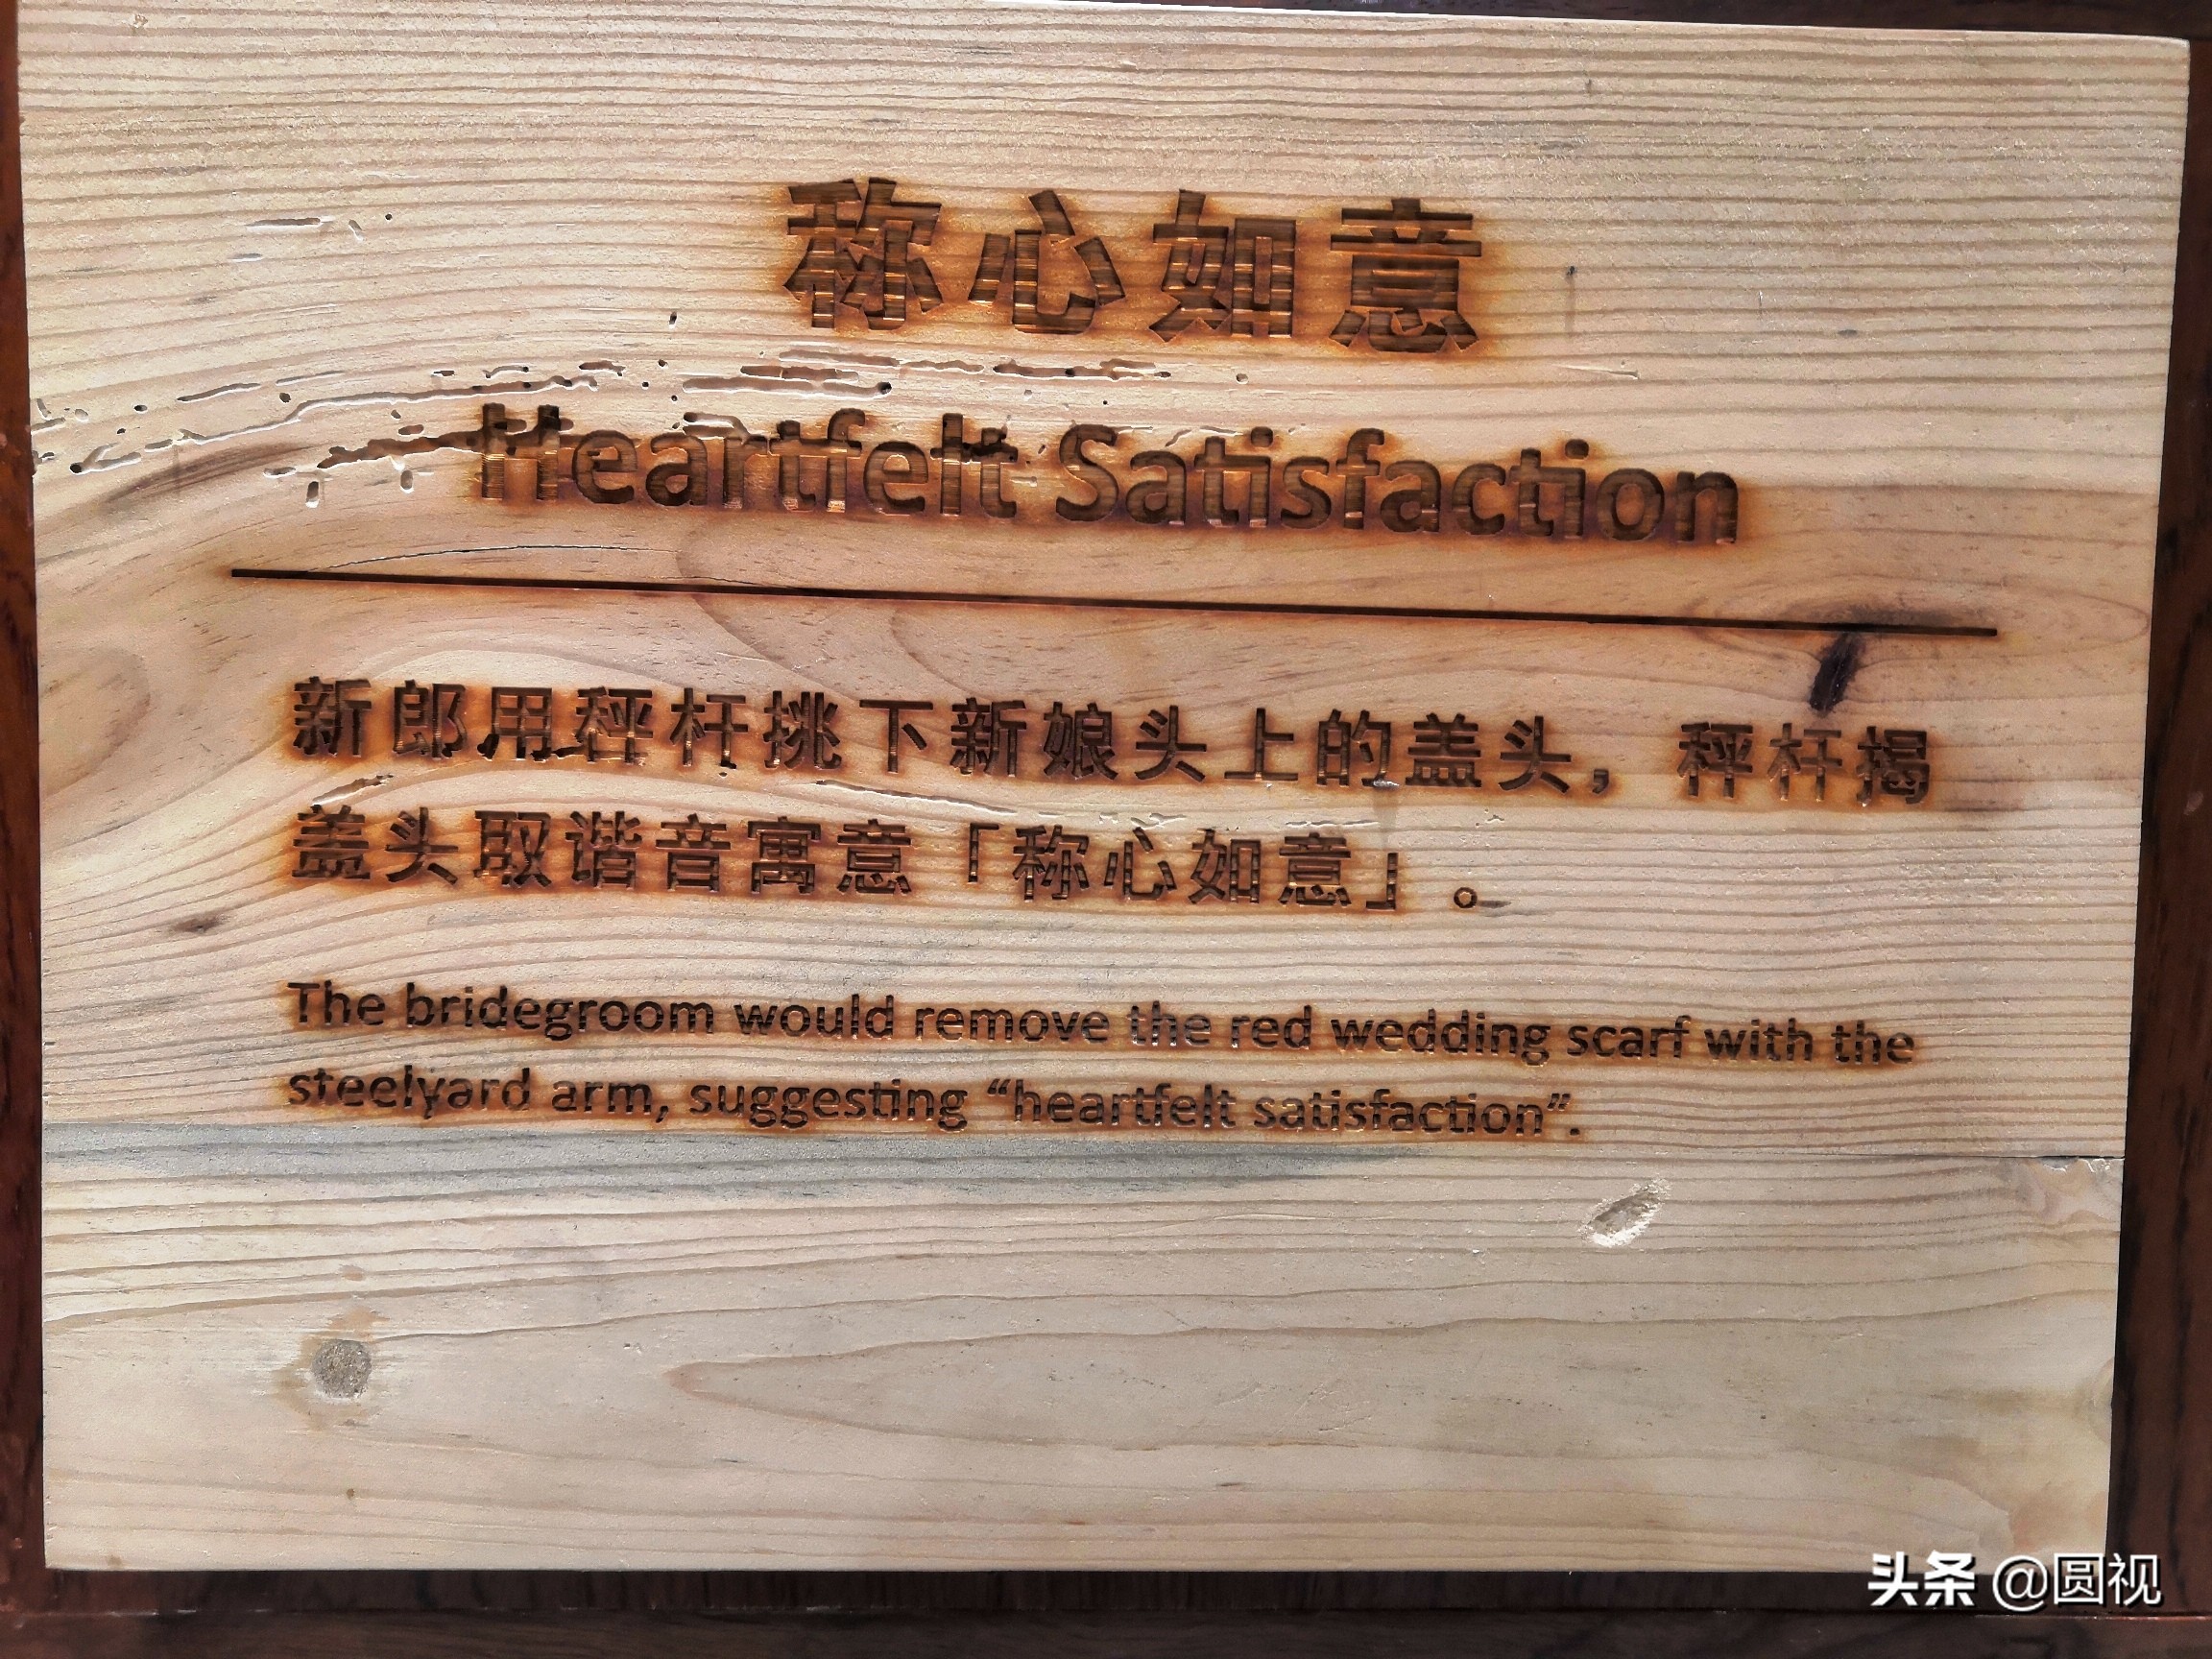 称心如意
Heartfelt Satisfaction
新郎用秤杆挑下新娘头上的盖头，秤杆揭
盖头取谐音寓意「称心如意」。
The bridegroom would remove the red wedding scarf with the
steelyard arm, suggesting “heartfelt satisfaction”.
头条 @圆视